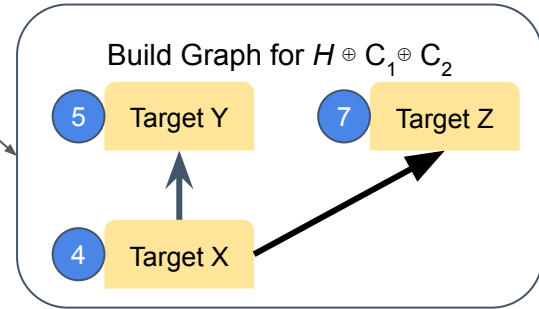 Build Graph for H ⊕ C₁ ⊕ C₂
5 Target Y
7 Target Z
4 Target X